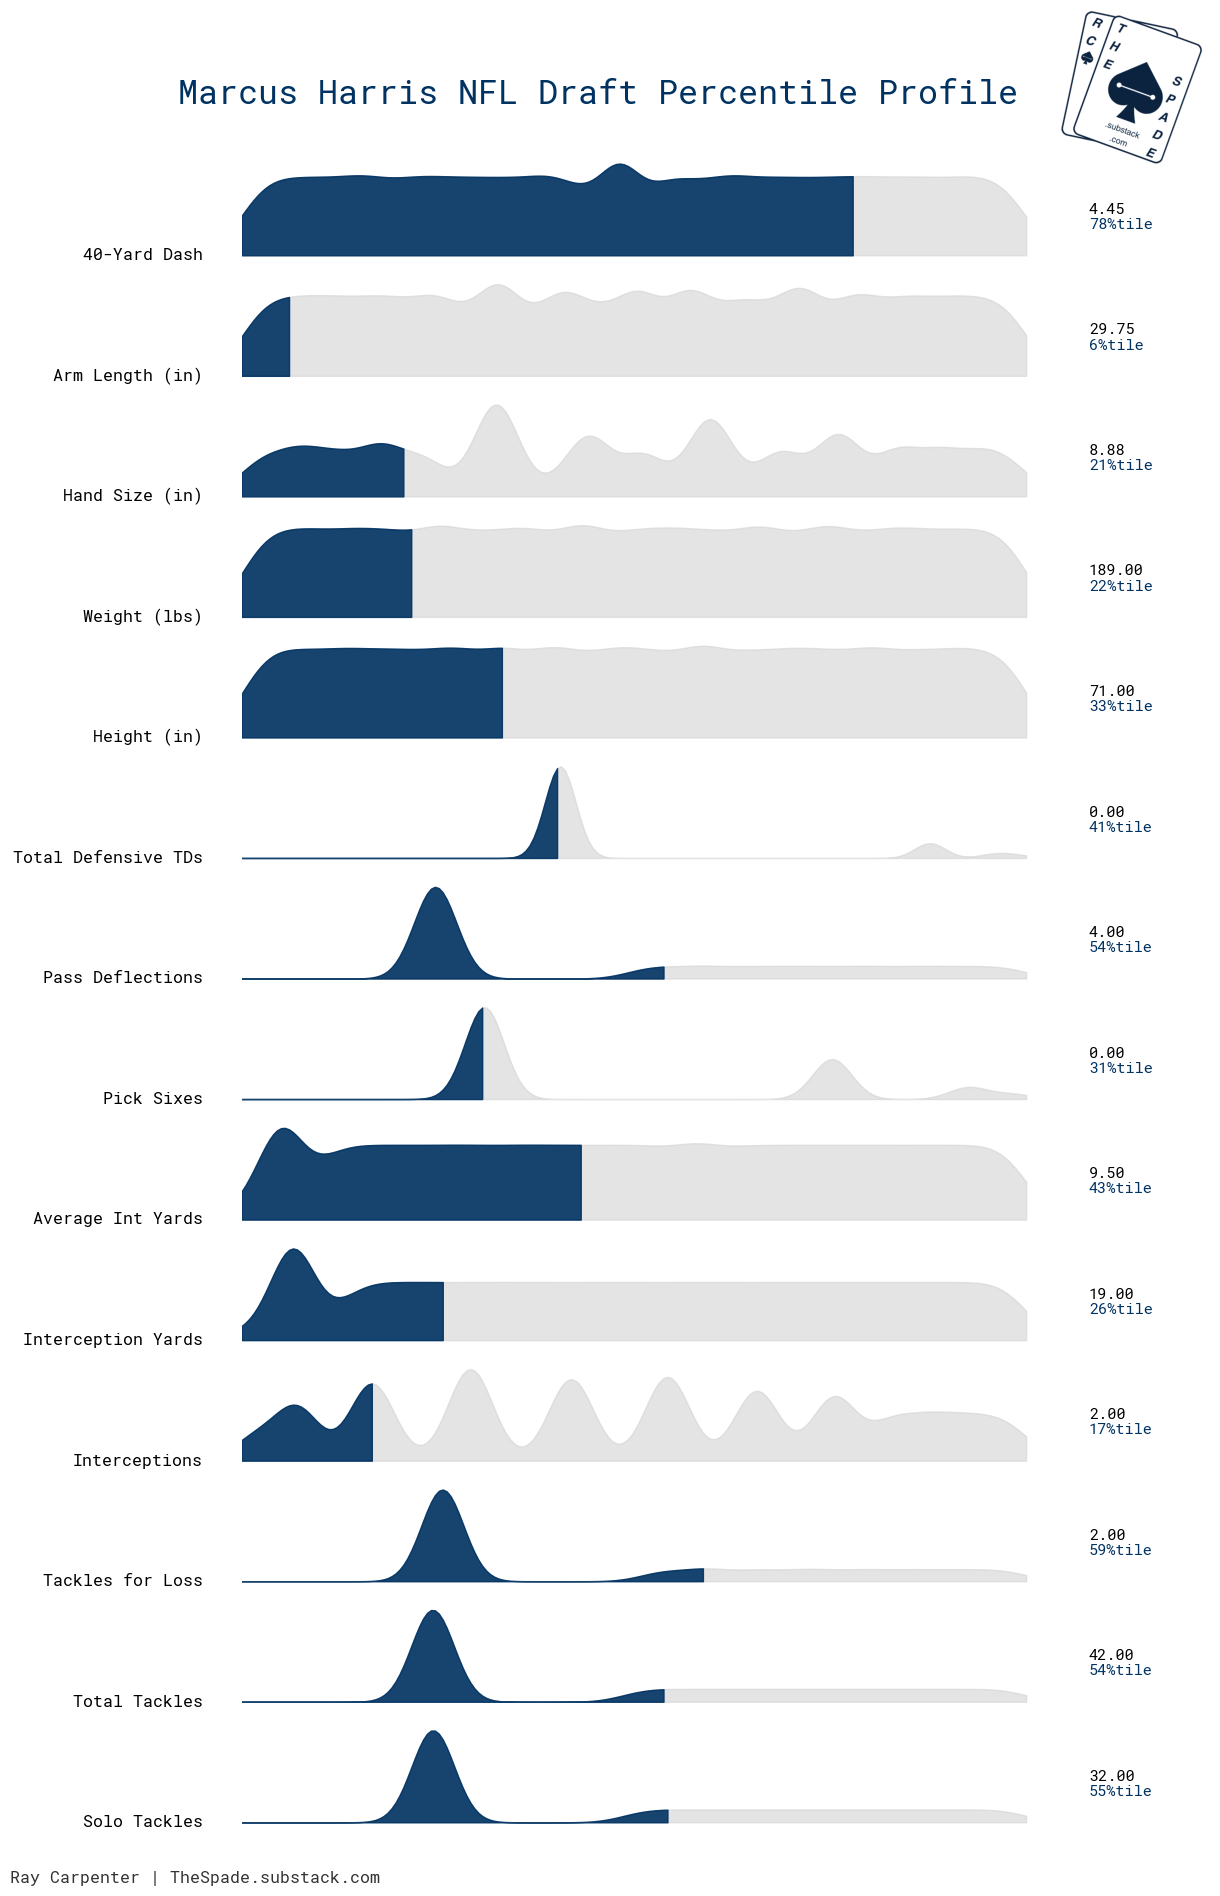 R
C
T
H
E
S
P
A
D
E
.substack
.com
Marcus Harris NFL Draft Percentile Profile
40-Yard Dash
4.45
78%tile
Arm Length (in)
29.75
6%tile
Hand Size (in)
8.88
21%tile
Weight (lbs)
189.00
22%tile
Height (in)
71.00
33%tile
Total Defensive TDs
0.00
41%tile
Pass Deflections
4.00
54%tile
Pick Sixes
0.00
31%tile
Average Int Yards
9.50
43%tile
Interception Yards
19.00
26%tile
Interceptions
2.00
17%tile
Tackles for Loss
2.00
59%tile
Total Tackles
42.00
54%tile
Solo Tackles
32.00
55%tile
Ray Carpenter | TheSpade.substack.com